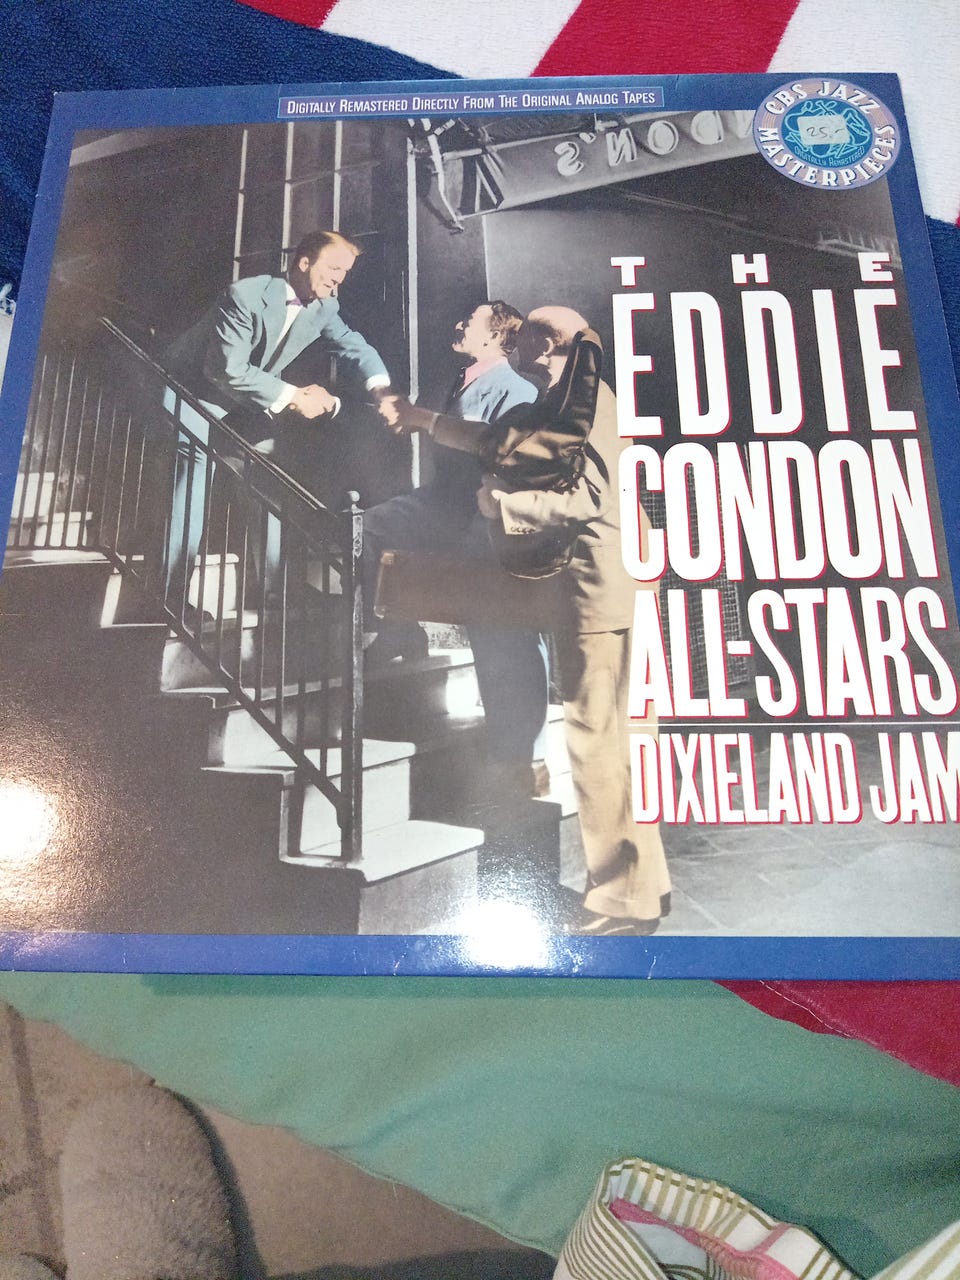 DIGITALLY REMASTERED DIRECTLY FROM THE ORIGINAL ANALOG TAPES
CBS JAZZ
25.-
DIGITALLY REMASTERED
MASTERPIECES
NDON'S
THE
EDDIE
CONDON
ALL-STARS
DIXIELAND JAM